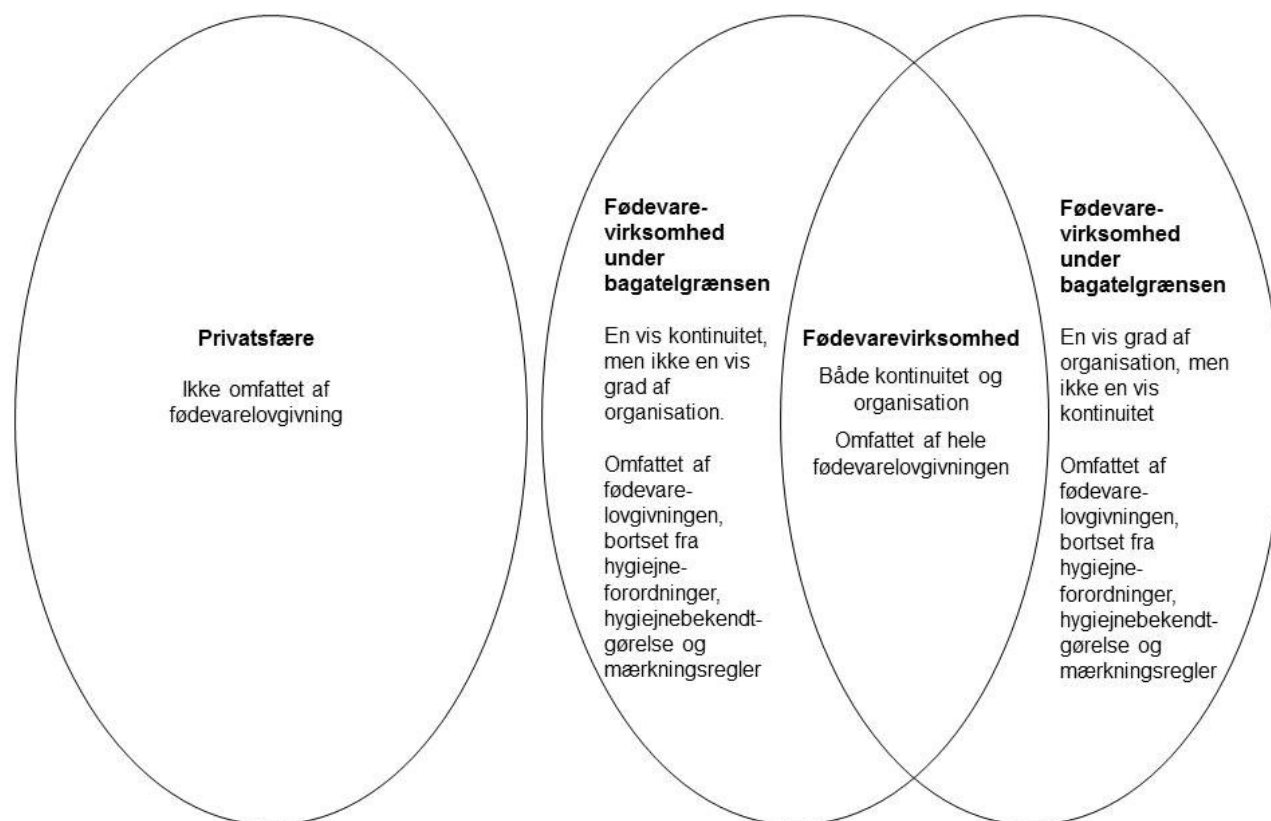 Privatsfære
Ikke omfattet af
fødevarelovgivning
Fødevare-
virksomhed
under
bagatelgrænsen
En vis kontinuitet,
men ikke en vis
grad af
organisation.
Omfattet af
fødevare-
lovgivningen,
bortset fra
hygiejne-
forordninger,
hygiejnebekendt-
gørelse og
mærkningsregler
Fødevarevirksomhed
Både kontinuitet og
organisation
Omfattet af hele
fødevarelovgivningen
Fødevare-
virksomhed
under
bagatelgrænsen
En vis grad af
organisation, men
ikke en vis
kontinuitet
Omfattet af
fødevare-
lovgivningen,
bortset fra
hygiejne-
forordninger,
hygiejnebekendt-
gørelse og
mærkningsregler